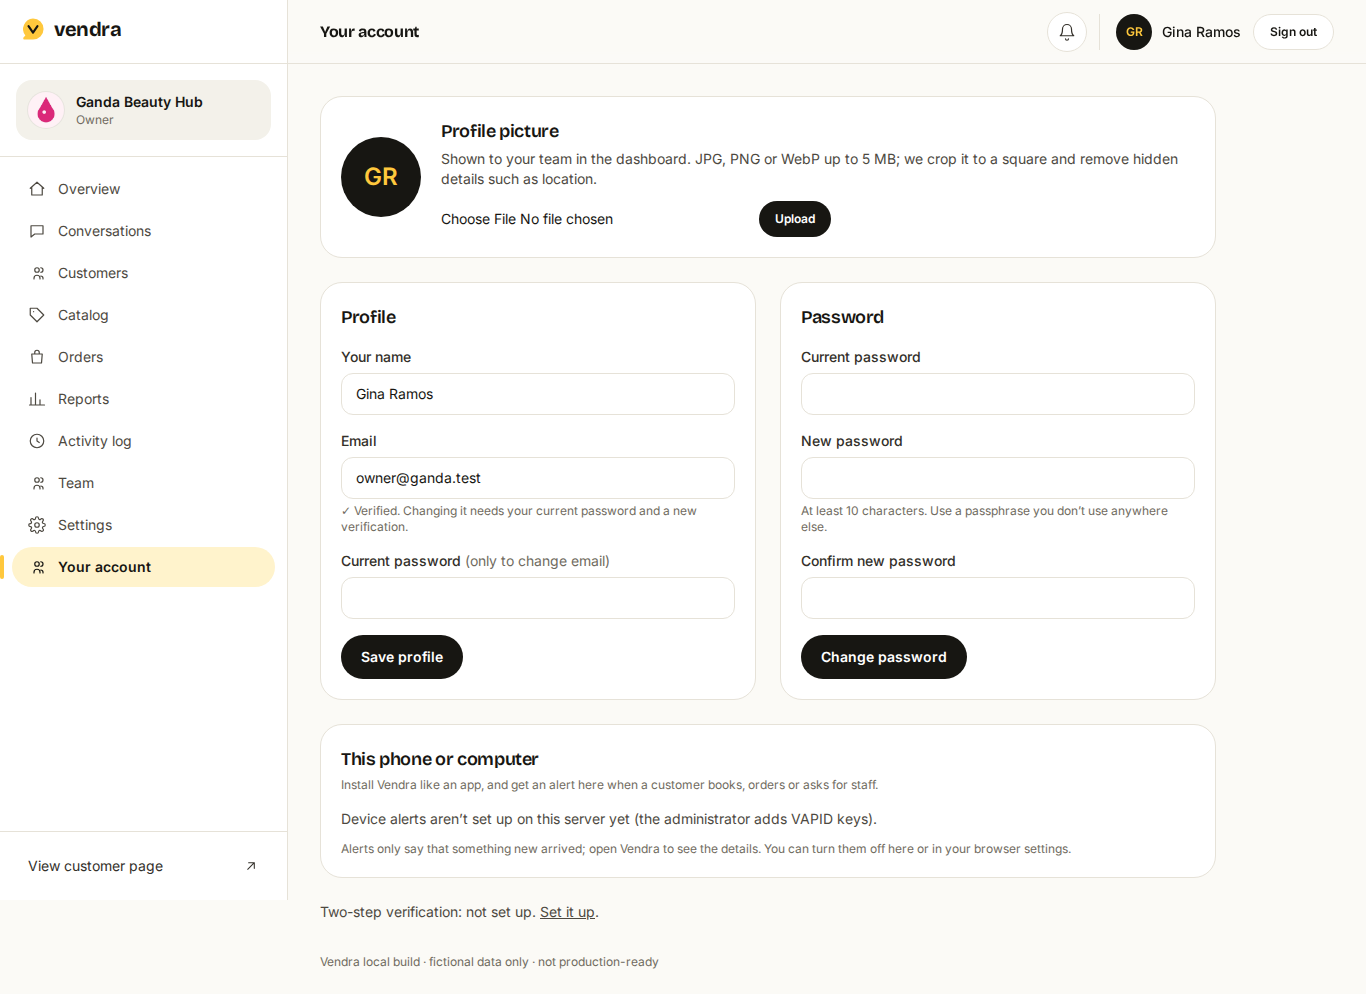 vendra
Your account
GR
Gina Ramos
Sign out
Ganda Beauty Hub
Owner
Overview
Conversations
Customers
Catalog
Orders
Reports
Activity log
Team
Settings
Your account
View customer page
GR
Profile picture
Shown to your team in the dashboard. JPG, PNG or WebP up to 5 MB; we crop it to a square and remove hidden
details such as location.
Choose File No file chosen
Upload
Profile
Your name
Gina Ramos
Email
owner@ganda.test
✓ Verified. Changing it needs your current password and a new
verification.
Current password (only to change email)
Save profile
Password
Current password
New password
At least 10 characters. Use a passphrase you don't use anywhere
else.
Confirm new password
Change password
This phone or computer
Install Vendra like an app, and get an alert here when a customer books, orders or asks for staff.
Device alerts aren't set up on this server yet (the administrator adds VAPID keys).
Alerts only say that something new arrived; open Vendra to see the details. You can turn them off here or in your browser settings.
Two-step verification: not set up. Set it up.
Vendra local build · fictional data only · not production-ready